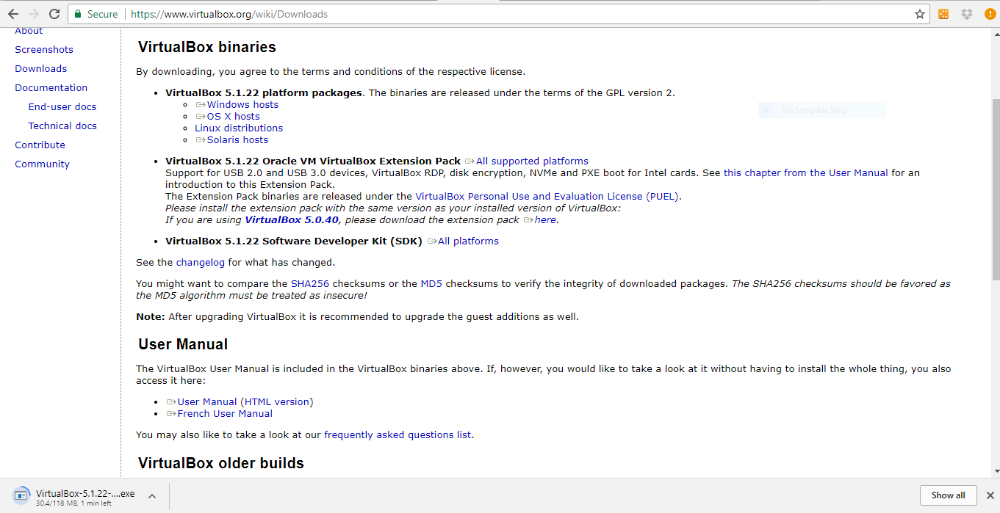 Secure
https://www.virtualbox.org/wiki/Downloads
About
Screenshots
Downloads
Documentation
End-user docs
Technical docs
Contribute
Community
VirtualBox binaries
By downloading, you agree to the terms and conditions of the respective license.
VirtualBox 5.1.22 platform packages. The binaries are released under the terms of the GPL version 2.
Windows hosts
OS X hosts
Linux distributions
Solaris hosts
Rectangular Snip
VirtualBox 5.1.22 Oracle VM VirtualBox Extension Pack All supported platforms
Support for USB 2.0 and USB 3.0 devices, VirtualBox RDP, disk encryption, NVMe and PXE boot for Intel cards. See this chapter from the User Manual for an
introduction to this Extension Pack.
The Extension Pack binaries are released under the VirtualBox Personal Use and Evaluation License (PUEL).
Please install the extension pack with the same version as your installed version of VirtualBox:
If you are using VirtualBox 5.0.40, please download the extension pack here.
VirtualBox 5.1.22 Software Developer Kit (SDK) All platforms
See the changelog for what has changed.
You might want to compare the SHA256 checksums or the MD5 checksums to verify the integrity of downloaded packages. The SHA256 checksums should be favored as
the MD5 algorithm must be treated as insecure!
Note: After upgrading VirtualBox it is recommended to upgrade the guest additions as well.
User Manual
The VirtualBox User Manual is included in the VirtualBox binaries above. If, however, you would like to take a look at it without having to install the whole thing, you also
access it here:
User Manual (HTML version)
French User Manual
You may also like to take a look at our frequently asked questions list.
VirtualBox older builds
VirtualBox-5.1.22-....exe
30.4/118 MB, 1 min left
Show all